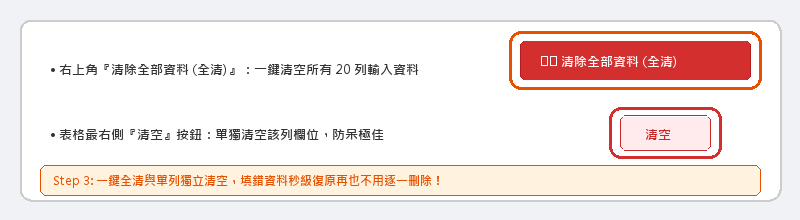 • 右上角『清除全部資料 (全清) 』：一鍵清空所有 20 列輸入資料
清除全部資料 (全清)
• 表格最右側『清空』按鈕：單獨清空該列欄位，防呆極佳
清空
Step 3: 一鍵全清與單列獨立清空，填錯資料秒級復原再也不用逐一刪除！